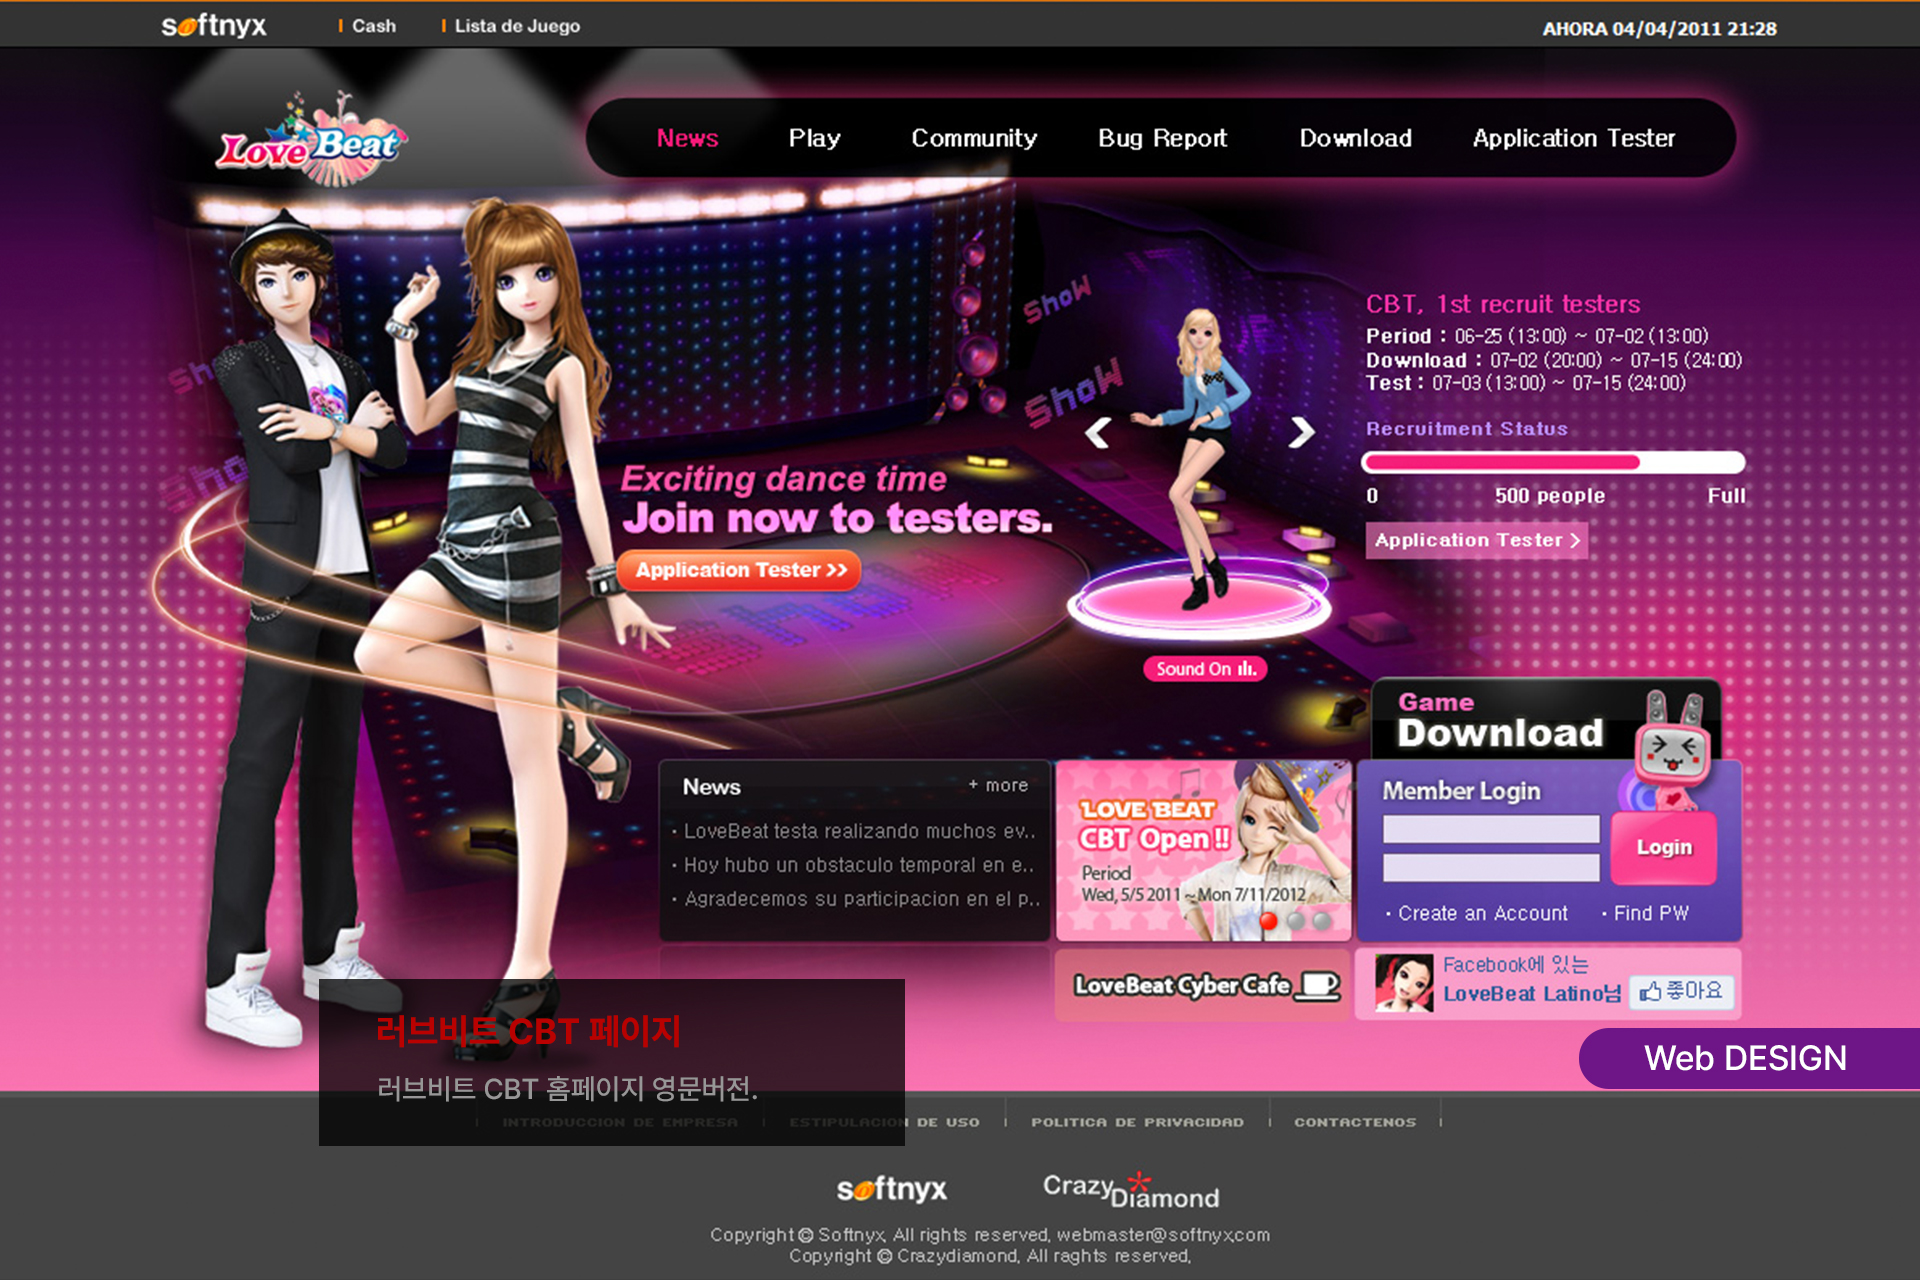 softnyx
Cash
Lista de Juego
AHORA 04/04/2011 21:28
Love Beat
News
Play
Community
Bug Report
Download
Application Tester
Show
Show
CBT, 1st recruit testers
Period : 06-25 (13:00) ~ 07-02 (13:00)
Download : 07-02 (20:00) ~ 07-15 (24:00)
Test : 07-03 (13:00) ~ 07-15 (24:00)
Recruitment Status
0 500 people Full
Application Tester >
Exciting dance time
Join now to testers.
Application Tester >>
Sound On
Game
Download
News
+ more
· LoveBeat testa realizando muchos ev..
· Hoy hubo un obstaculo temporal en e..
· Agradecemos su participacion en el p..
LOVE BEAT
CBT Open !!
Period
Wed, 5/5 2011 ~ Mon 7/11/2012
Member Login
Login
· Create an Account
· Find PW
LoveBeat Cyber Cafe
Facebook에 있는
LoveBeat Latino님
좋아요
러브비트 CBT 페이지
러브비트 CBT 홈페이지 영문버전.
Web DESIGN
INTRODUCCION DE EMPRESA
ESTIPULACION DE USO
POLITICA DE PRIVACIDAD
CONTACTENOS
softnyx
Crazy Diamond
Copyright © Softnyx, All rights reserved, webmaster@softnyx.com
Copyright © Crazydiamond, All raghts reserved,